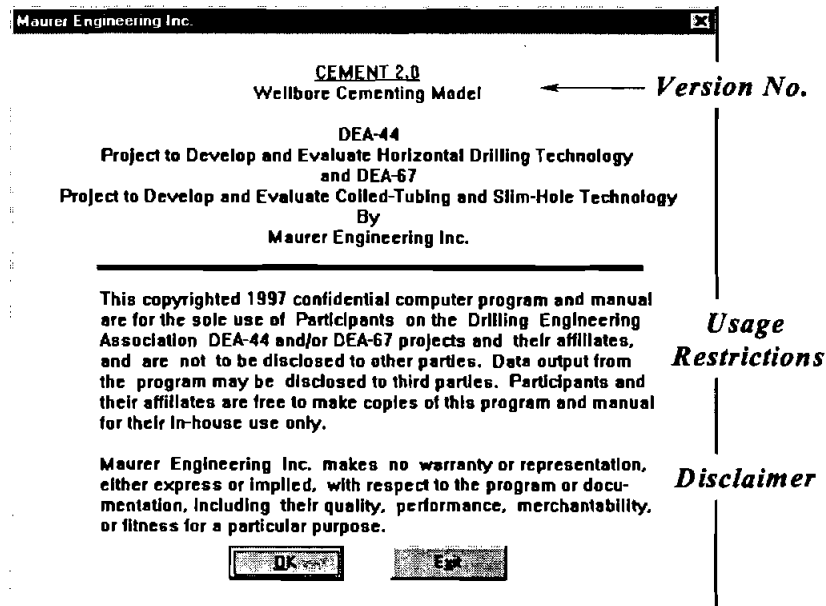 Maurer Engineering Inc.
CEMENT 2.0
Wellbore Cementing Model
Version No.
DEA-44
Project to Develop and Evaluate Horizontal Drilling Technology
and DEA-67
Project to Develop and Evaluate Coiled-Tubing and Slim-Hole Technology
By
Maurer Engineering Inc.
This copyrighted 1997 confidential computer program and manual
are for the sole use of Participants on the Drilling Engineering
Association DEA-44 and/or DEA-67 projects and their affiliates,
and are not to be disclosed to other parties. Data output from
the program may be disclosed to third parties. Participants and
their affiliates are free to make copies of this program and manual
for their in-house use only.
Usage
Restrictions
Maurer Engineering Inc. makes no warranty or representation,
either express or implied, with respect to the program or docu-
mentation, including their quality, performance, merchantability,
or fitness for a particular purpose.
Disclaimer
OK
Exit